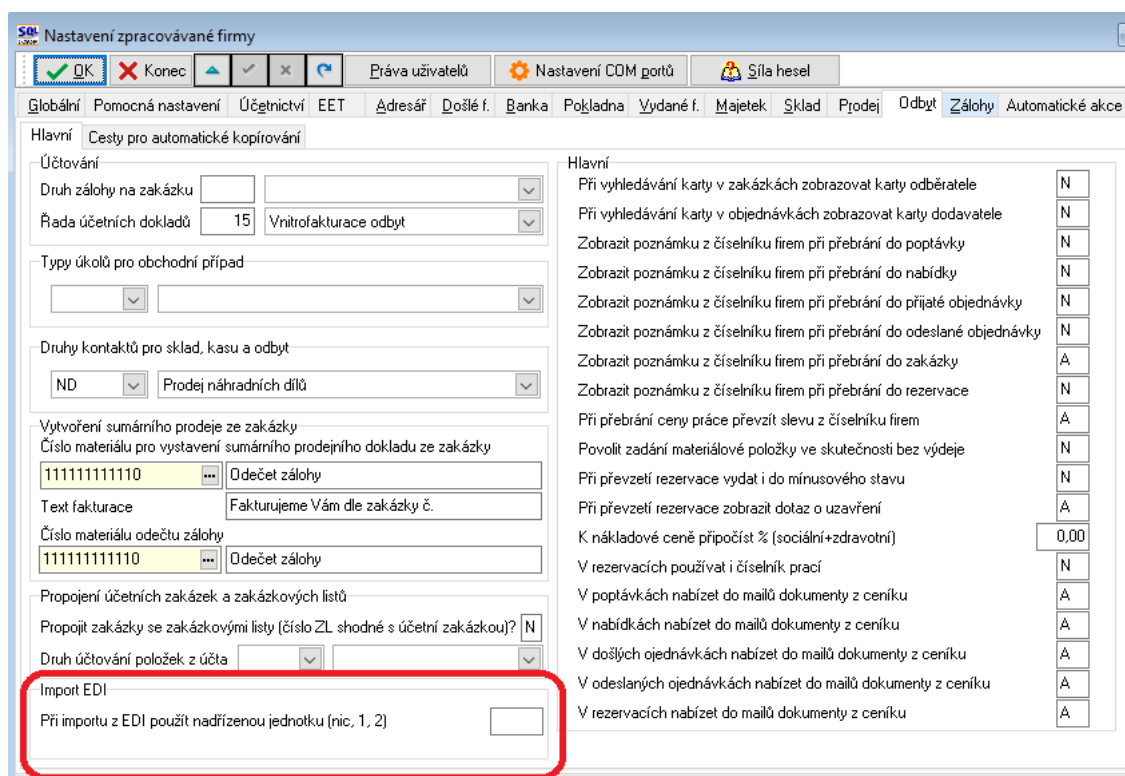 Nastavení zpracovávané firmy
OK Konec Práva uživatelů Nastavení COM portů Síla hesel
Globální Pomocná nastavení Účetnictví EET Adresář Došlé f. Banka Pokladna Vydané f. Majetek Sklad Prodej Odbyt Zálohy Automatické akce
Hlavní Cesty pro automatické kopírování
Účtování
Druh zálohy na zakázku
Řada účetních dokladů 15 Vnitrofakturace odbyt
Typy úkolů pro obchodní případ
Druhy kontaktů pro sklad, kasu a odbyt
ND Prodej náhradních dílů
Vytvoření sumárního prodeje ze zakázky
Číslo materiálu pro vystavení sumárního prodejního dokladu ze zakázky
111111111110 ... Odečet zálohy
Text fakturace Fakturujeme Vám dle zakázky č.
Číslo materiálu odečtu zálohy
111111111110 ... Odečet zálohy
Propojení účetních zakázek a zakázkových listů
Propojit zakázky se zakázkovými listy (číslo ZL shodné s účetní zakázkou)? N
Druh účtování položek z účta
Import EDI
Při importu z EDI použít nadřízenou jednotku (nic, 1, 2)
Hlavní
Při vyhledávání karty v zakázkách zobrazovat karty odběratele N
Při vyhledávání karty v objednávkách zobrazovat karty dodavatele N
Zobrazit poznámku z číselníku firem při přebrání do poptávky N
Zobrazit poznámku z číselníku firem při přebrání do nabídky N
Zobrazit poznámku z číselníku firem při přebrání do přijaté objednávky N
Zobrazit poznámku z číselníku firem při přebrání do odeslané objednávky N
Zobrazit poznámku z číselníku firem při přebrání do zakázky A
Zobrazit poznámku z číselníku firem při přebrání do rezervace N
Při přebrání ceny práce převzít slevu z číselníku firem A
Povolit zadání materiálové položky ve skutečnosti bez výdeje N
Při převzetí rezervace vydat i do mínusového stavu N
Při převzetí rezervace zobrazit dotaz o uzavření A
K nákladové ceně připočíst % (sociální+zdravotní) 0,00
V rezervacích používat i číselník prací N
V poptávkách nabízet do mailů dokumenty z ceníku A
V nabídkách nabízet do mailů dokumenty z ceníku A
V došlých ojednávkách nabízet do mailů dokumenty z ceníku A
V odeslaných ojednávkách nabízet do mailů dokumenty z ceníku A
V rezervacích nabízet do mailů dokumenty z ceníku A